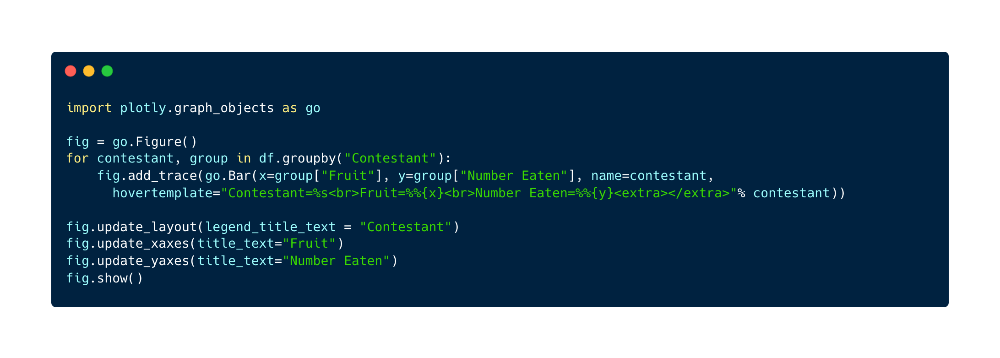 import plotly.graph_objects as go
fig = go.Figure()
for contestant, group in df.groupby("Contestant"):
    fig.add_trace(go.Bar(x=group["Fruit"], y=group["Number Eaten"], name=contestant,
      hovertemplate="Contestant=%s<br>Fruit=%%{x}<br>Number Eaten=%%{y}<extra></extra>"% contestant))
fig.update_layout(legend_title_text = "Contestant")
fig.update_xaxes(title_text="Fruit")
fig.update_yaxes(title_text="Number Eaten")
fig.show()